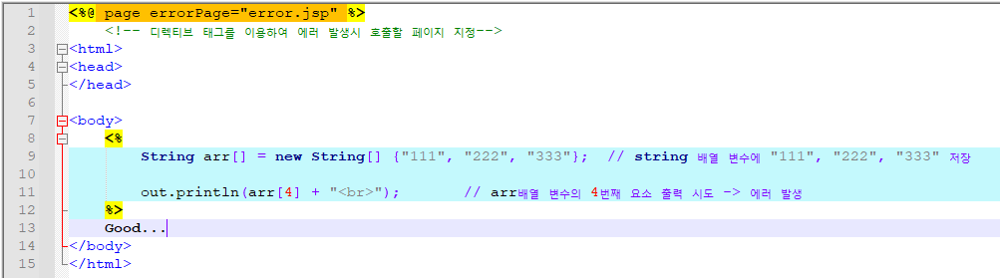 1 <%@ page errorPage="error.jsp" %>
2 <!-- 디렉티브 태그를 이용하여 에러 발생시 호출할 페이지 지정-->
3 <html>
4 <head>
5 </head>
6
7 <body>
8 <%
9 String arr[] = new String[] {"111", "222", "333"}; // string 배열 변수에 "111", "222", "333" 저장
10
11 out.println(arr[4] + "<br>"); // arr배열 변수의 4번째 요소 출력 시도 -> 에러 발생
12 %>
13 Good...
14 </body>
15 </html>